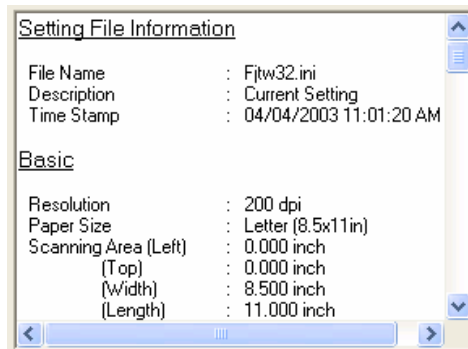 Setting File Information
File Name : Fjtw32.ini
Description : Current Setting
Time Stamp : 04/04/2003 11:01:20 AM
Basic
Resolution : 200 dpi
Paper Size : Letter (8.5x11in)
Scanning Area (Left) : 0.000 inch
(Top) : 0.000 inch
(Width) : 8.500 inch
(Length) : 11.000 inch